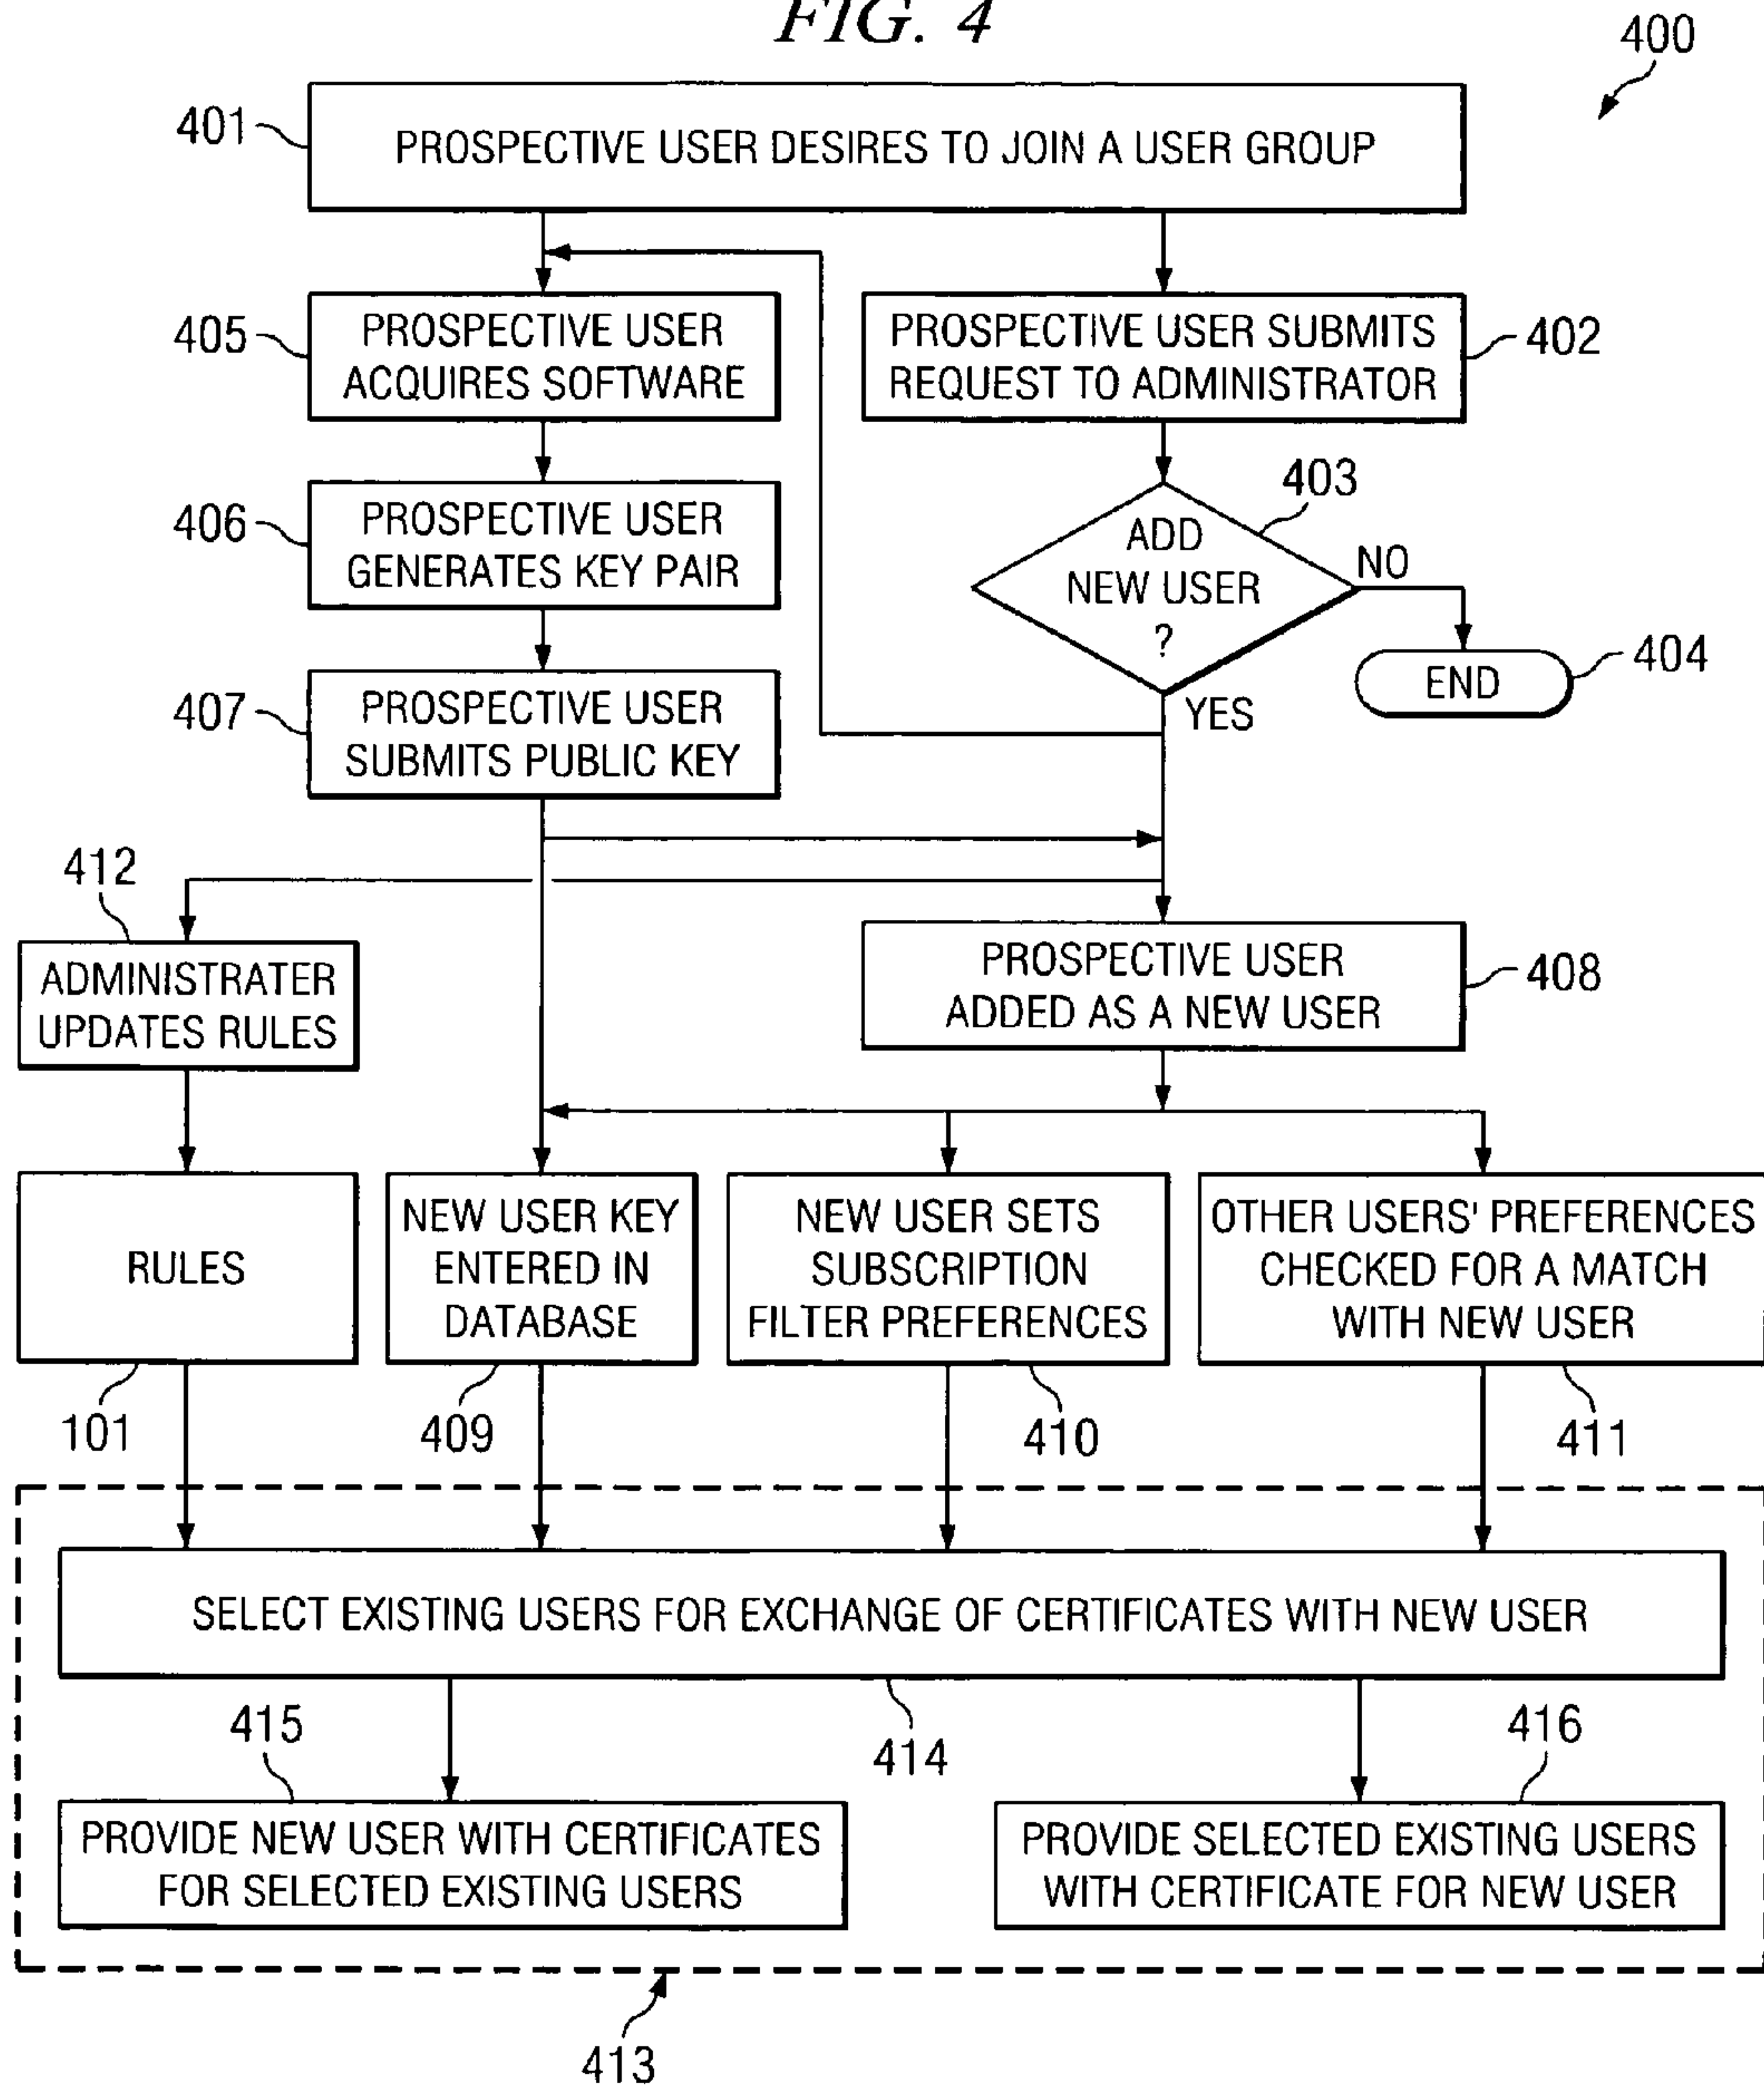 FIG. 4
400
401
PROSPECTIVE USER DESIRES TO JOIN A USER GROUP
405
PROSPECTIVE USER
ACQUIRES SOFTWARE
PROSPECTIVE USER SUBMITS
REQUEST TO ADMINISTRATOR
402
406
PROSPECTIVE USER
GENERATES KEY PAIR
403
ADD
NEW USER
?
NO
YES
END
404
407
PROSPECTIVE USER
SUBMITS PUBLIC KEY
412
ADMINISTRATER
UPDATES RULES
PROSPECTIVE USER
ADDED AS A NEW USER
408
RULES
101
NEW USER KEY
ENTERED IN
DATABASE
409
NEW USER SETS
SUBSCRIPTION
FILTER PREFERENCES
410
OTHER USERS' PREFERENCES
CHECKED FOR A MATCH
WITH NEW USER
411
SELECT EXISTING USERS FOR EXCHANGE OF CERTIFICATES WITH NEW USER
414
415
PROVIDE NEW USER WITH CERTIFICATES
FOR SELECTED EXISTING USERS
416
PROVIDE SELECTED EXISTING USERS
WITH CERTIFICATE FOR NEW USER
413